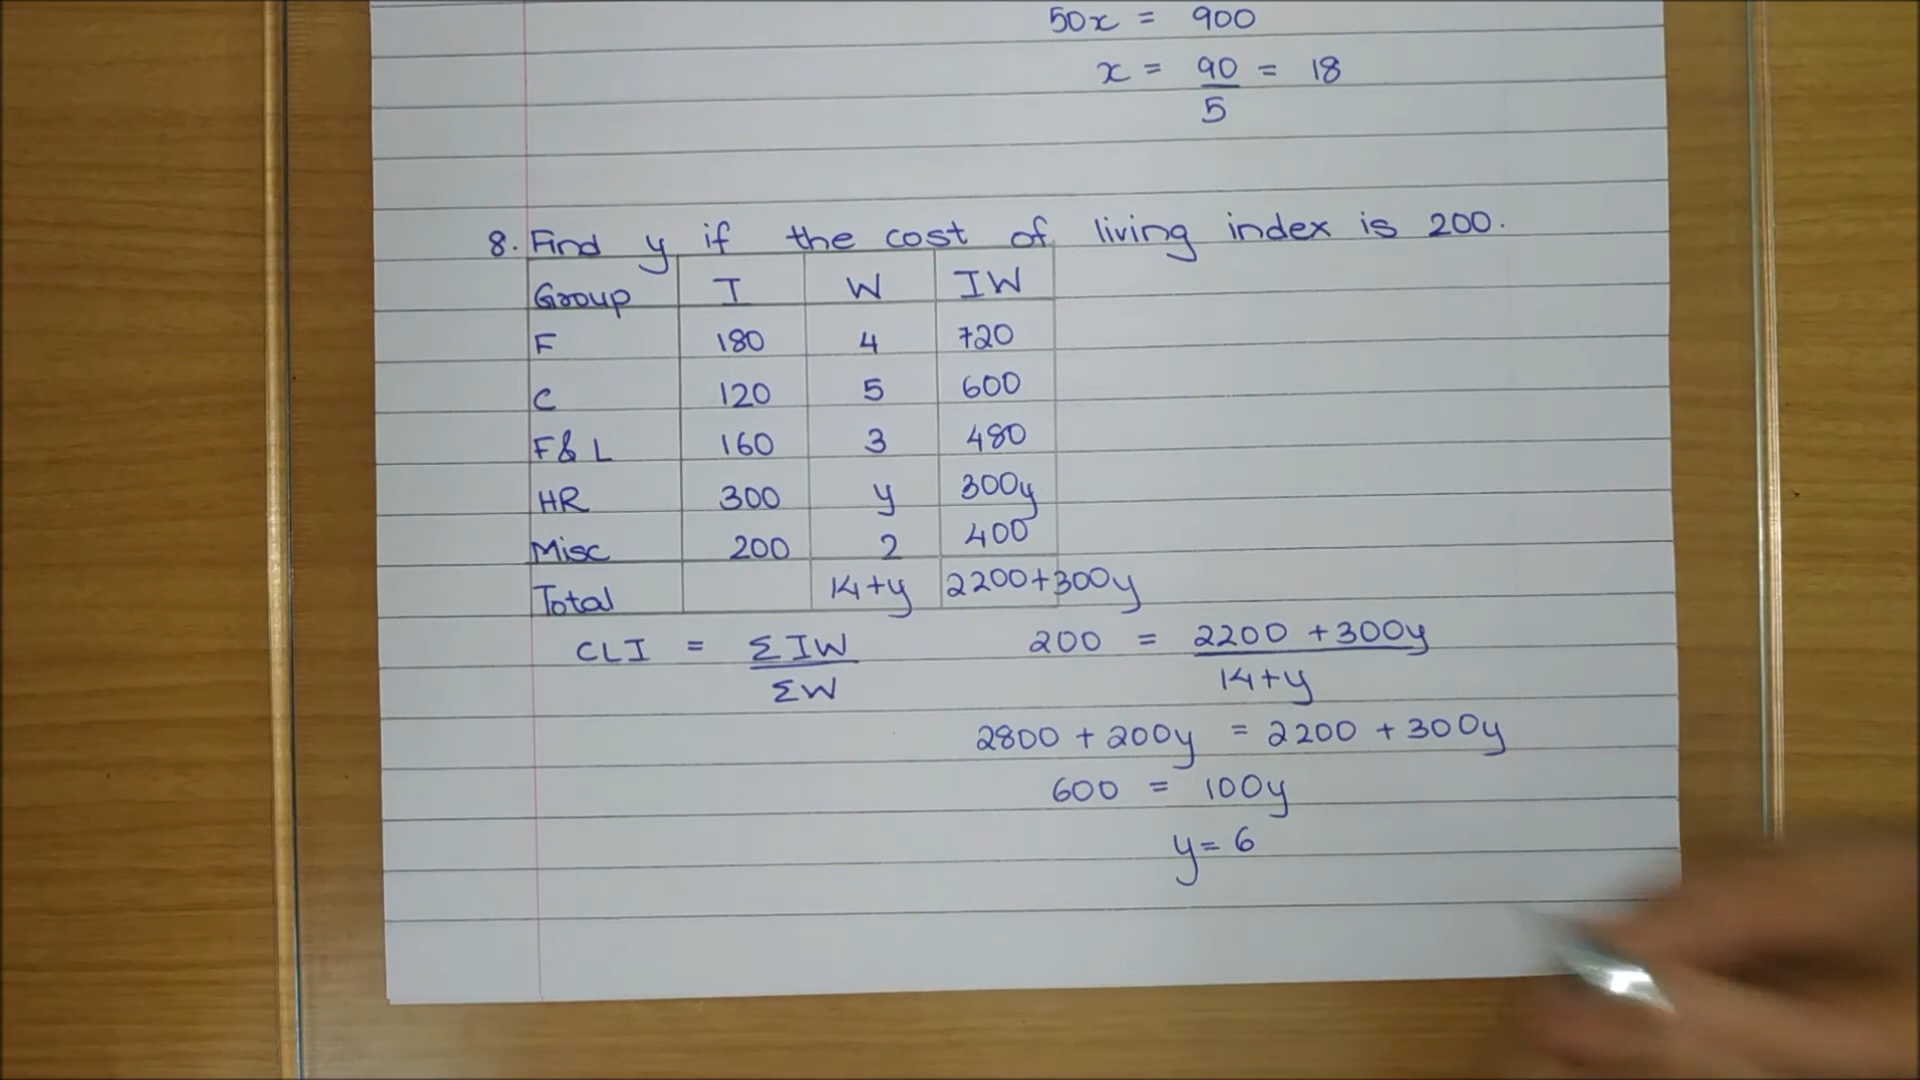 50x = 900
x = 90/5 = 18
8. Find y if the cost of living index is 200.
Group I W IW
F 180 4 720
C 120 5 600
F & L 160 3 480
HR 300 y 300y
Misc 200 2 400
Total 14+y 2200+300y
CLI = ΣIW/ΣW 200 = 2200 + 300y/14+y
2800 + 200y = 2200 + 300y
600 = 100y
y = 6